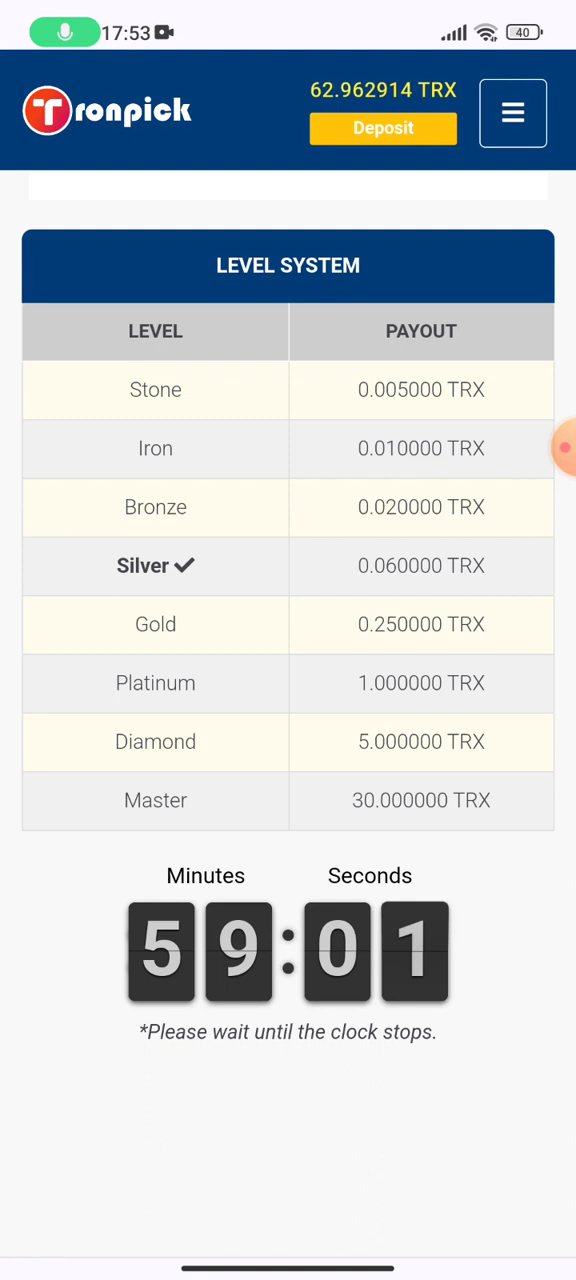 17:53
40
Tronpick
62.962914 TRX
Deposit
LEVEL SYSTEM
LEVEL PAYOUT
Stone 0.005000 TRX
Iron 0.010000 TRX
Bronze 0.020000 TRX
Silver ✔ 0.060000 TRX
Gold 0.250000 TRX
Platinum 1.000000 TRX
Diamond 5.000000 TRX
Master 30.000000 TRX
Minutes Seconds
59:01
*Please wait until the clock stops.